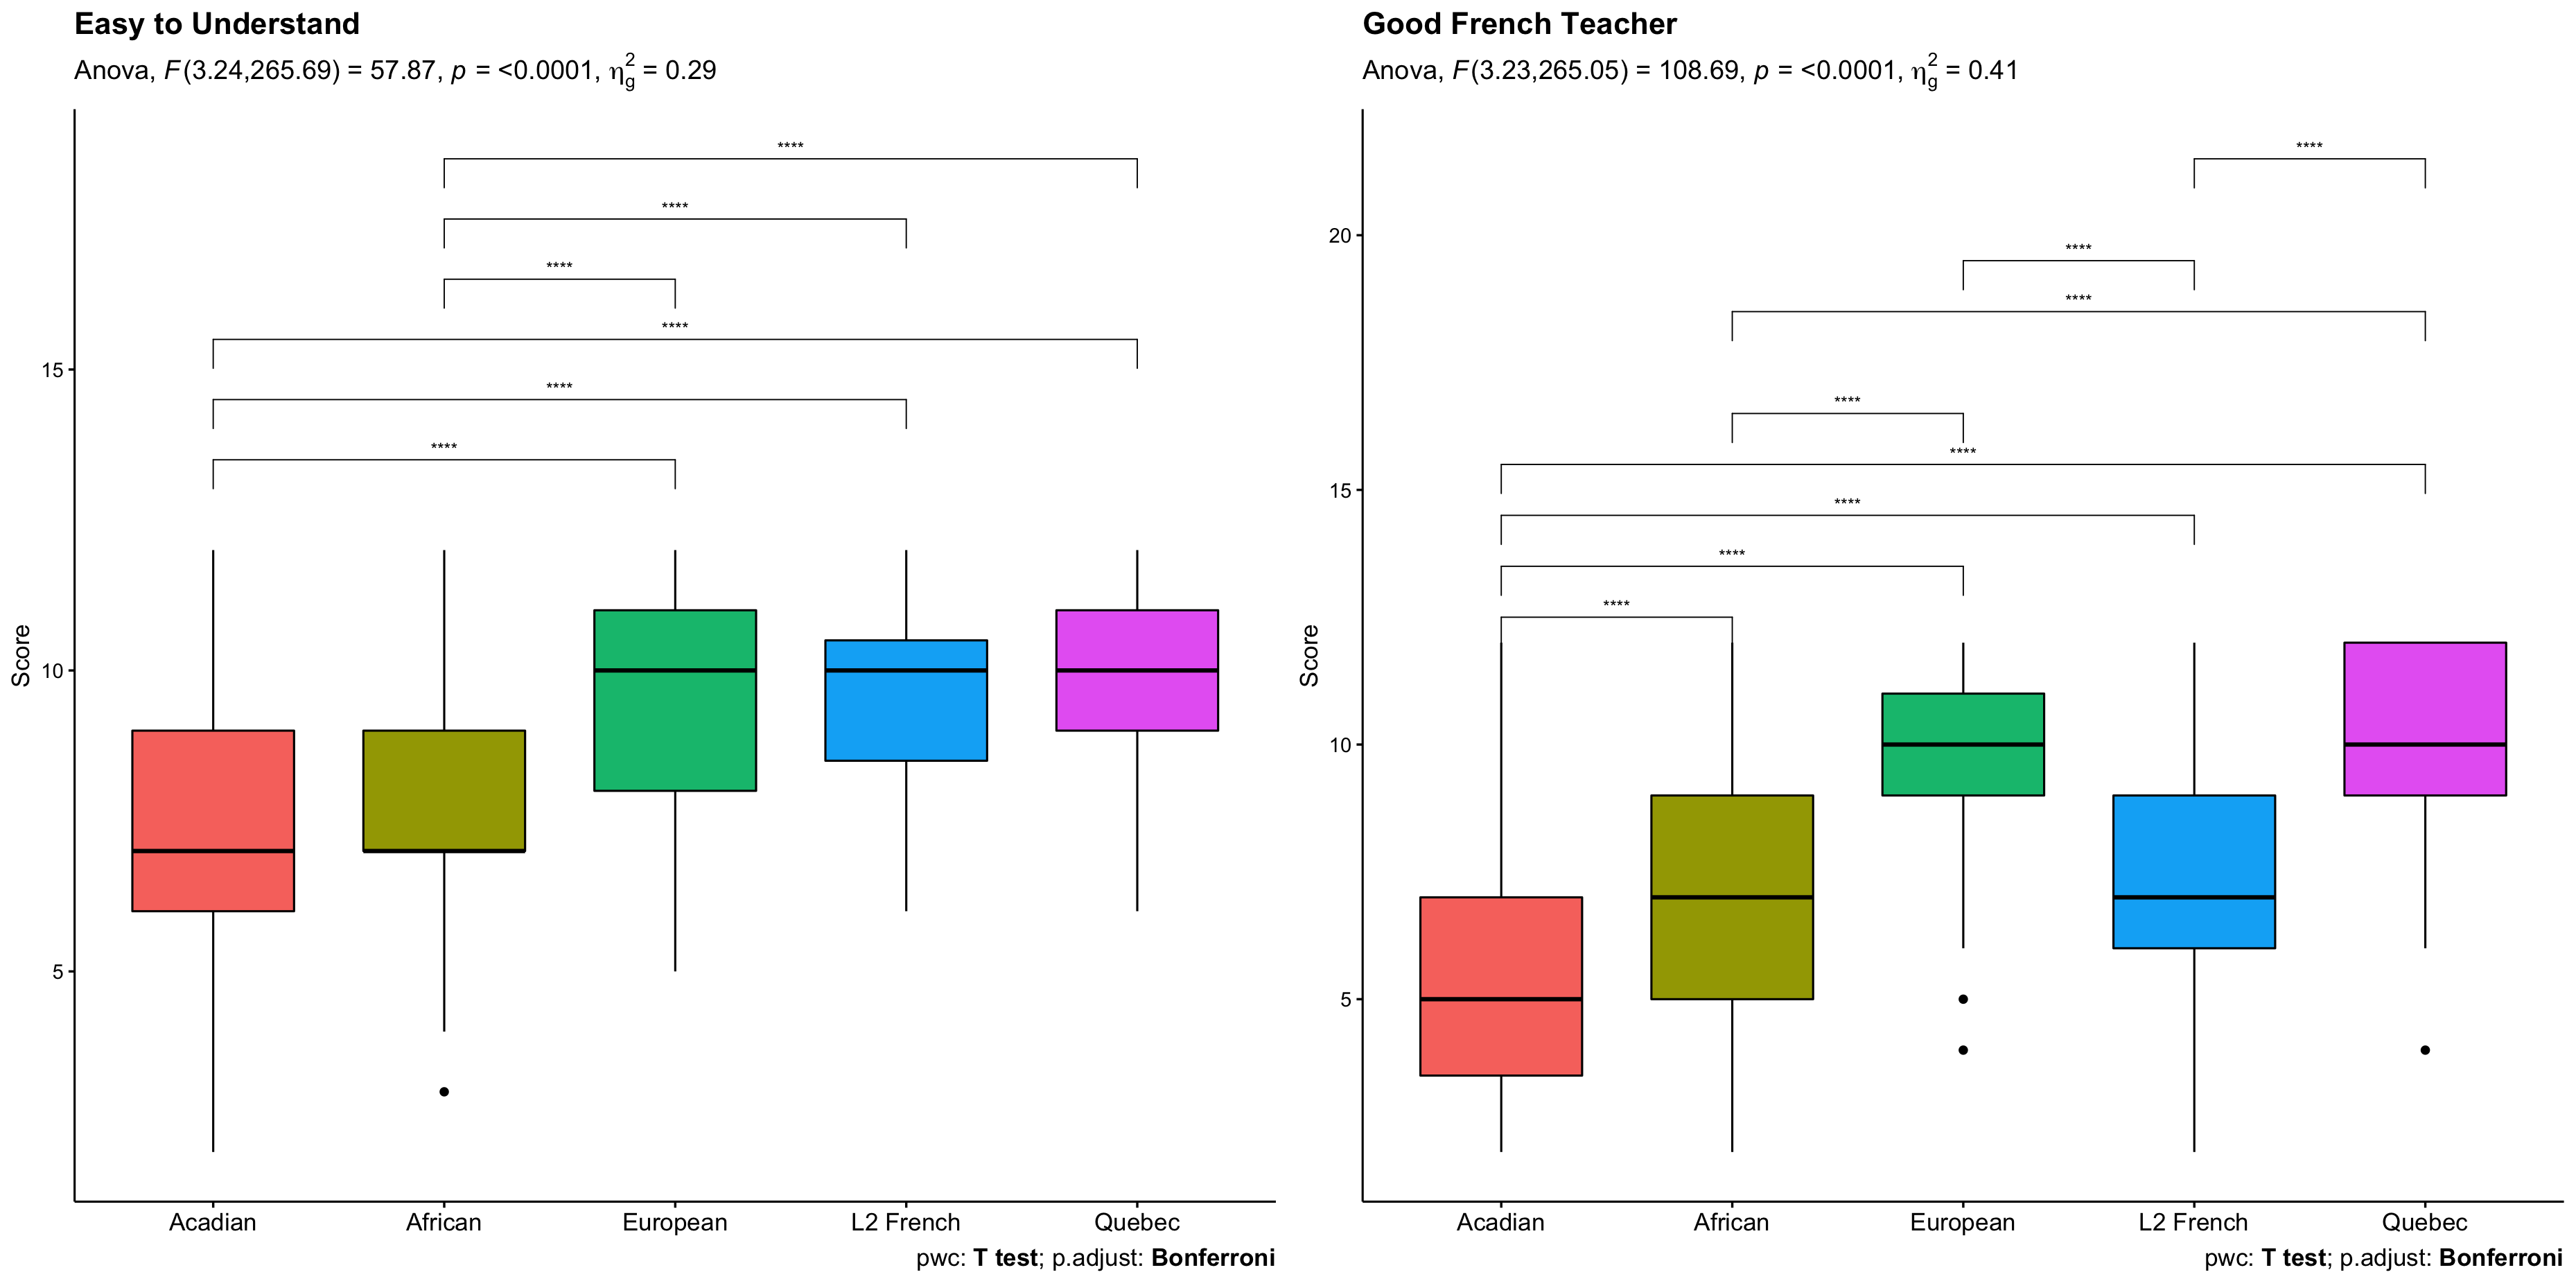 Easy to Understand
Anova, F(3.24,265.69) = 57.87, p = <0.0001, η²g = 0.29
****
****
****
****
****
****
15
10
5
Score
Acadian African European L2 French Quebec
pwc: T test; p.adjust: Bonferroni
Good French Teacher
Anova, F(3.23,265.05) = 108.69, p = <0.0001, η²g = 0.41
****
****
****
****
****
****
****
****
20
15
10
5
Score
Acadian African European L2 French Quebec
pwc: T test; p.adjust: Bonferroni